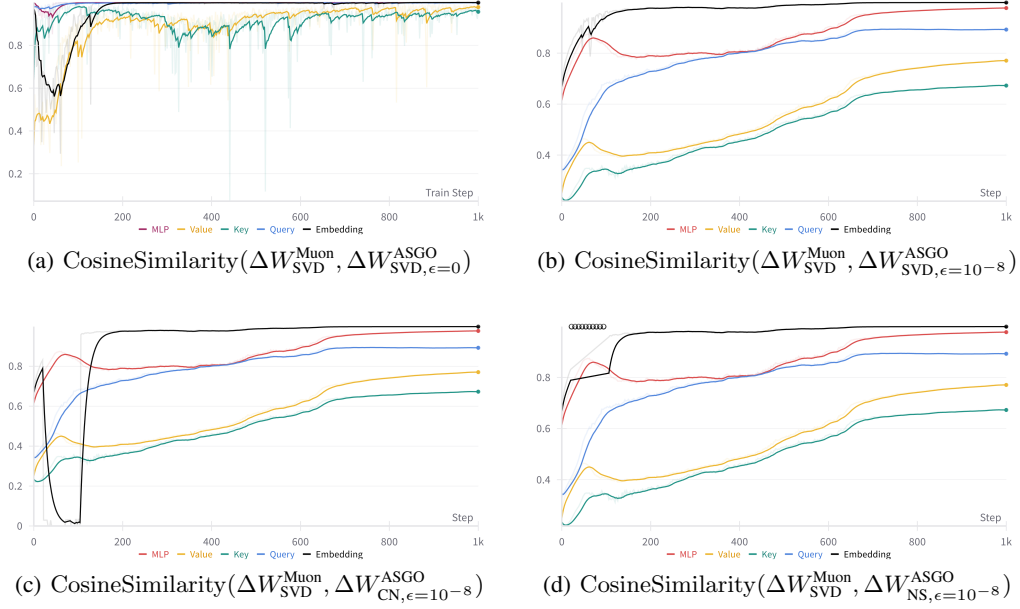 0.8
0.6
0.4
0.2
Train Step
0 200 400 600 800 1k
MLP Value Key Query Embedding
(a) CosineSimilarity(ΔW^Muon_SVD, ΔW^ASGO_SVD,ϵ=0)
1
0.8
0.6
0.4
Step
0 200 400 600 800 1k
MLP Value Key Query Embedding
(b) CosineSimilarity(ΔW^Muon_SVD, ΔW^ASGO_SVD,ϵ=10⁻⁸)
1
0.8
0.6
0.4
0.2
0
Step
0 200 400 600 800 1k
MLP Value Key Query Embedding
(c) CosineSimilarity(ΔW^Muon_SVD, ΔW^ASGO_CN,ϵ=10⁻⁸)
1
0.8
0.6
0.4
Step
0 200 400 600 800 1k
MLP Value Key Query Embedding
(d) CosineSimilarity(ΔW^Muon_SVD, ΔW^ASGO_NS,ϵ=10⁻⁸)